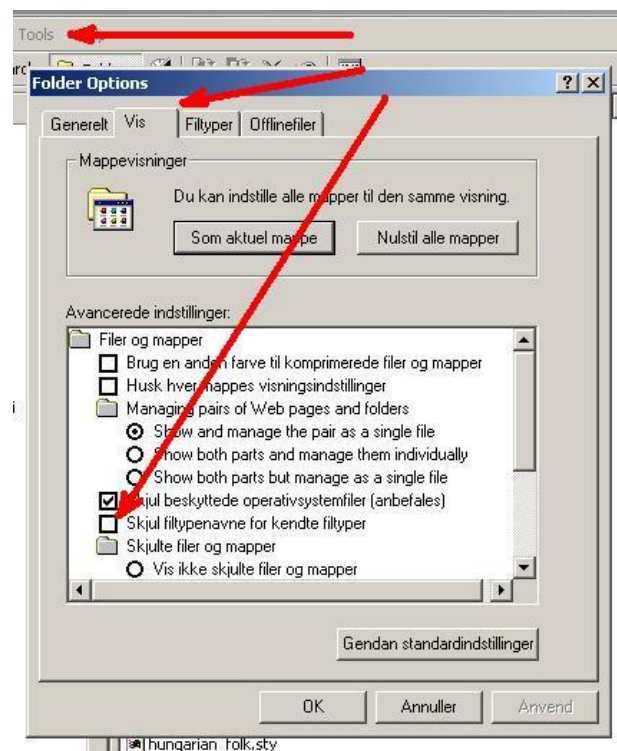 Tools
Folder Options
Generelt Vis Filtyper Offlinefiler
Mappevisninger
Du kan indstille alle mapper til den samme visning.
Som aktuel mappe Nulstil alle mapper
Avancerede indstillinger:
Filer og mapper
Brug en anden farve til komprimerede filer og mapper
Husk hver mappes visningsindstillinger
Managing pairs of Web pages and folders
Show and manage the pair as a single file
Show both parts and manage them individually
Show both parts but manage as a single file
Skjul beskyttede operativsystemfiler (anbefales)
Skjul filtypenavne for kendte filtyper
Skjulte filer og mapper
Vis ikke skjulte filer og mapper
Gendan standardindstillinger
OK Annuller Anvend
hungarian_folk.sty